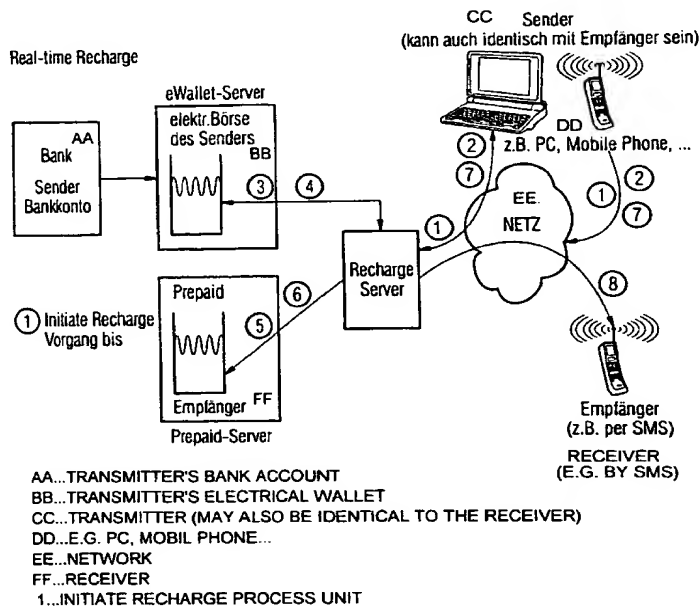 CC Sender
(kann auch identisch mit Empfänger sein)
Real-time Recharge
eWallet-Server
elektr.Börse
des Senders
BB
AA
Bank
Sender
Bankkonto
3
4
2
7
DD
z.B. PC, Mobile Phone, ...
EE.
NETZ
1
1
2
7
Recharge
Server
8
6
5
1 Initiate Recharge
Vorgang bis
Prepaid
Empfänger FF
Prepaid-Server
Empfänger
(z.B. per SMS)
RECEIVER
(E.G. BY SMS)
AA...TRANSMITTER'S BANK ACCOUNT
BB...TRANSMITTER'S ELECTRICAL WALLET
CC...TRANSMITTER (MAY ALSO BE IDENTICAL TO THE RECEIVER)
DD...E.G. PC, MOBIL PHONE...
EE...NETWORK
FF...RECEIVER
1...INITIATE RECHARGE PROCESS UNIT